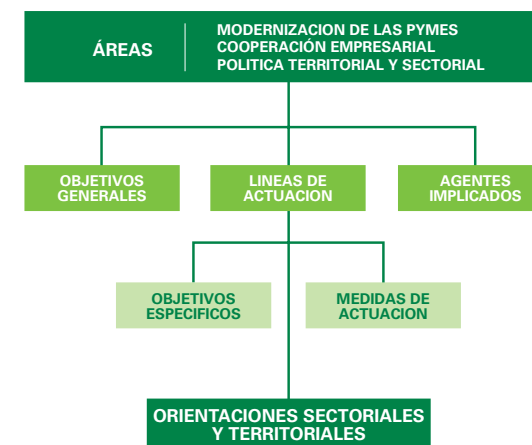 ÁREAS
MODERNIZACION DE LAS PYMES
COOPERACIÓN EMPRESARIAL
POLITICA TERRITORIAL Y SECTORIAL
OBJETIVOS
GENERALES
LINEAS DE
ACTUACION
AGENTES
IMPLICADOS
OBJETIVOS
ESPECIFICOS
MEDIDAS DE
ACTUACION
ORIENTACIONES SECTORIALES
Y TERRITORIALES